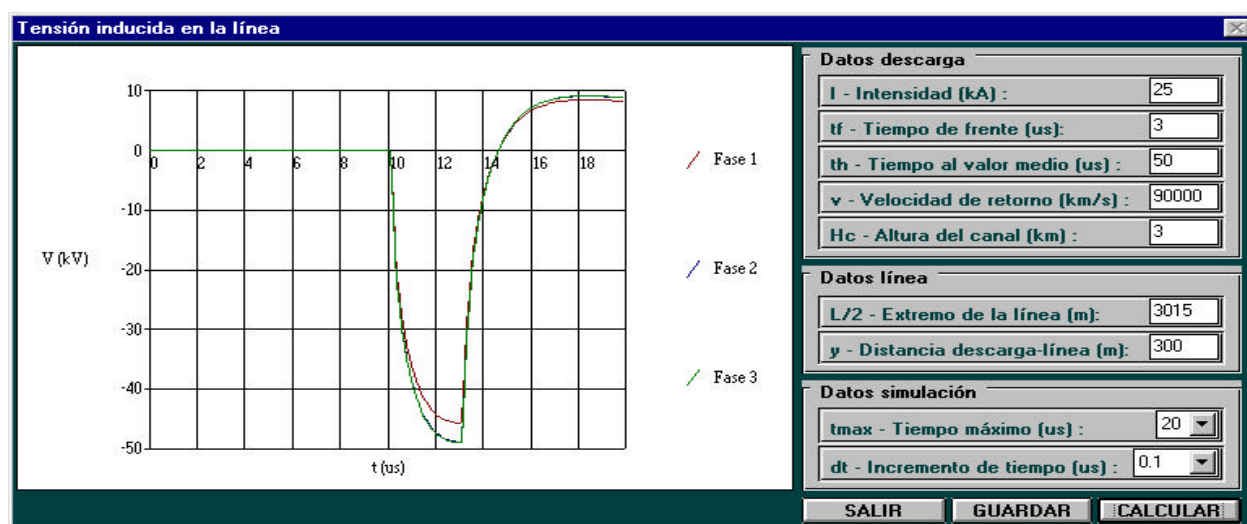 Tensión inducida en la línea
10
0
-10
-20
-30
-40
-50
V (kV)
0 2 4 6 8 10 12 14 16 18
t (us)
Fase 1
Fase 2
Fase 3
Datos descarga
I - Intensidad (kA) : 25
tf - Tiempo de frente (us): 3
th - Tiempo al valor medio (us) : 50
v - Velocidad de retorno (km/s) : 90000
Hc - Altura del canal (km) : 3
Datos línea
L/2 - Extremo de la línea (m): 3015
y - Distancia descarga-línea (m): 300
Datos simulación
tmax - Tiempo máximo (us) : 20
dt - Incremento de tiempo (us) : 0.1
SALIR GUARDAR CALCULAR